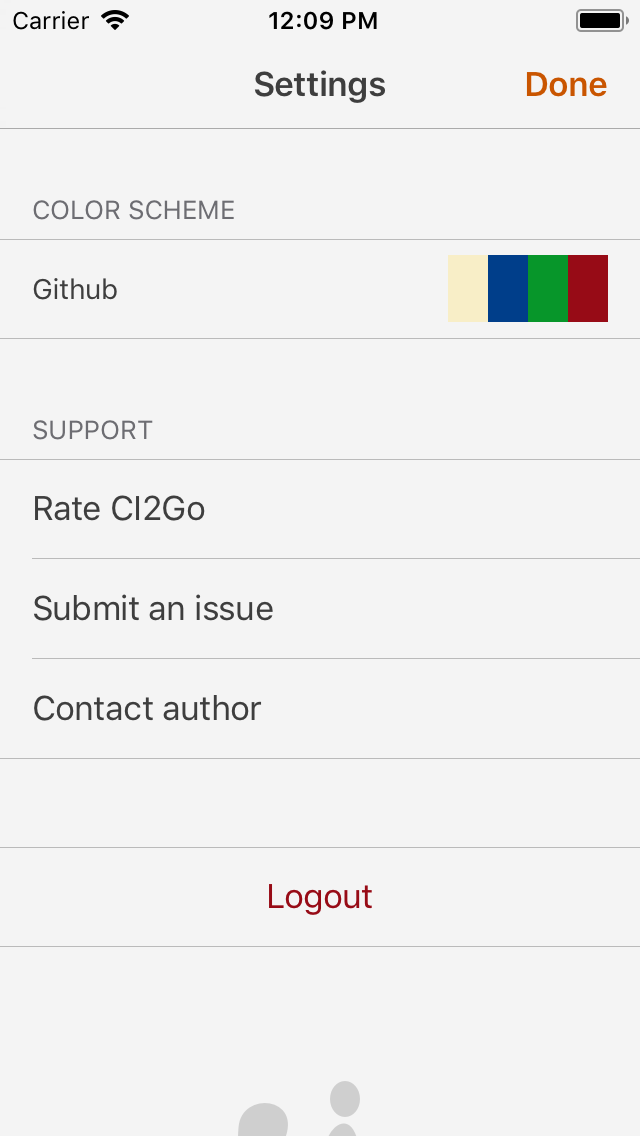 Carrier 12:09 PM
Settings Done
COLOR SCHEME
Github
SUPPORT
Rate CI2Go
Submit an issue
Contact author
Logout